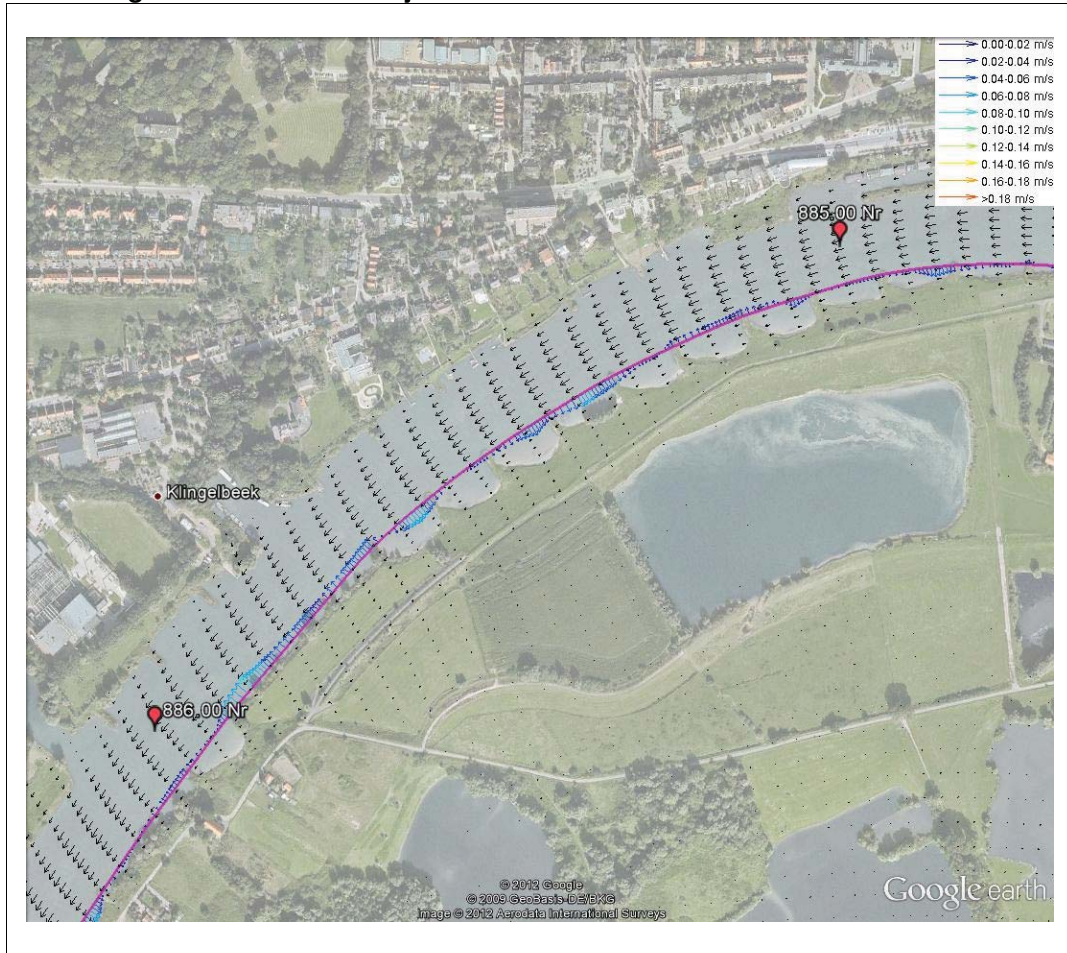 0.00-0.02 m/s
0.02-0.04 m/s
0.04-0.06 m/s
0.06-0.08 m/s
0.08-0.10 m/s
0.10-0.12 m/s
0.12-0.14 m/s
0.14-0.16 m/s
0.16-0.18 m/s
>0.18 m/s
885.00 Nr
Klingelbeek
886.00 Nr
© 2012 Google
© 2009 GeoBasis-DE/BKG
Image © 2012 Aerodata International Surveys
Google earth